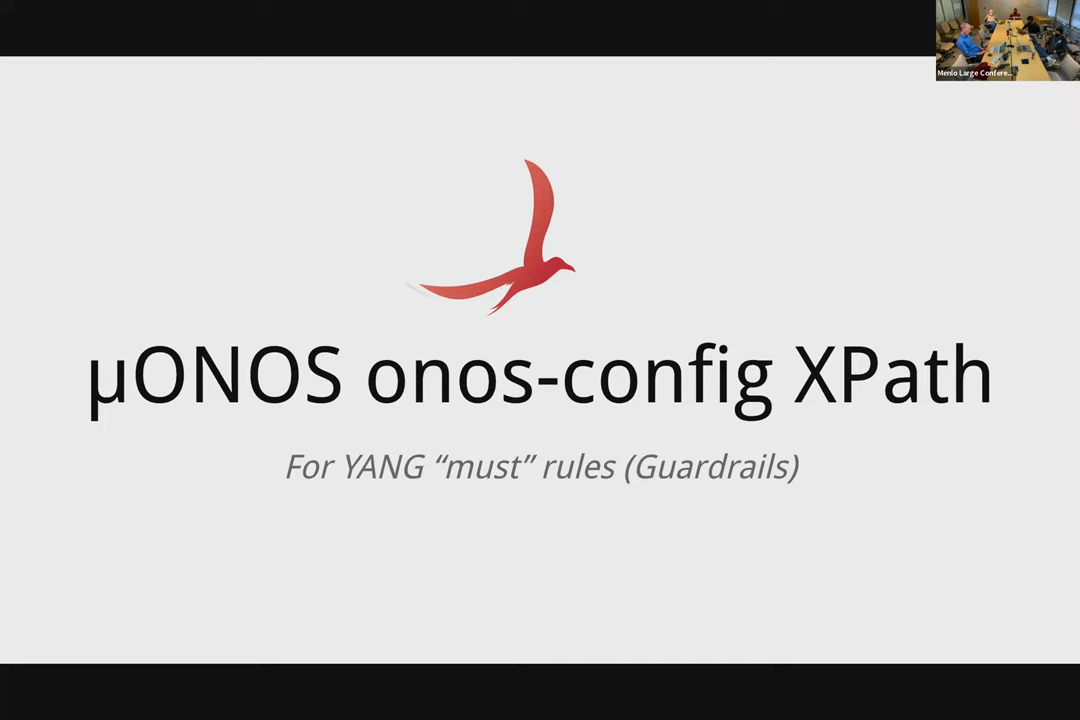 Menlo Large Confere...
µONOS onos-config XPath
For YANG “must” rules (Guardrails)